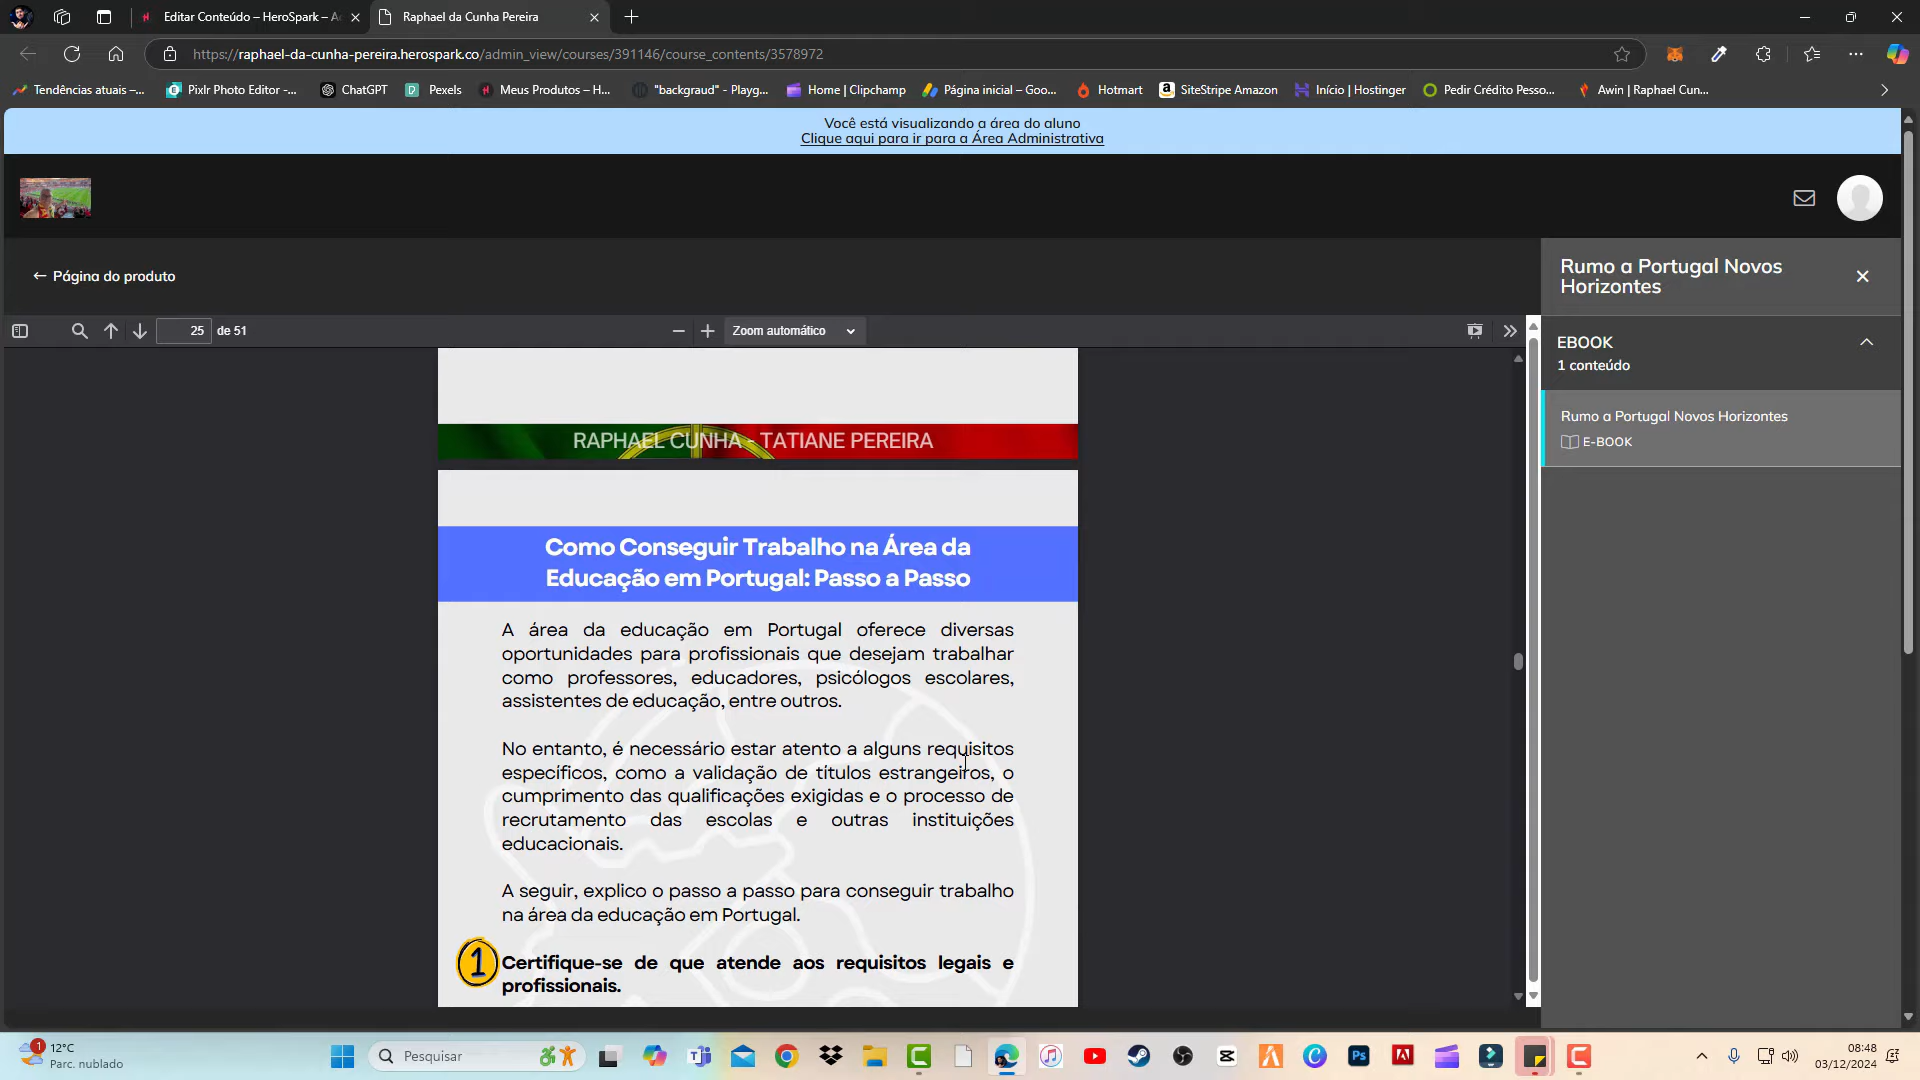 Editar Conteúdo – HeroSpark – A
Raphael da Cunha Pereira
https://raphael-da-cunha-pereira.herospark.co/admin_view/courses/391146/course_contents/3578972
Tendências atuais –...
Pixlr Photo Editor -...
ChatGPT
Pexels
Meus Produtos – H...
"backgraud" - Playg...
Home | Clipchamp
Página inicial – Goo...
Hotmart
SiteStripe Amazon
Início | Hostinger
Pedir Crédito Pesso...
Awin | Raphael Cun...
Você está visualizando a área do aluno
Clique aqui para ir para a Área Administrativa
← Página do produto
Rumo a Portugal Novos
Horizontes
25 de 51
Zoom automático
EBOOK
1 conteúdo
Rumo a Portugal Novos Horizontes
E-BOOK
RAPHAEL CUNHA - TATIANE PEREIRA
Como Conseguir Trabalho na Área da
Educação em Portugal: Passo a Passo
A área da educação em Portugal oferece diversas
oportunidades para profissionais que desejam trabalhar
como professores, educadores, psicólogos escolares,
assistentes de educação, entre outros.
No entanto, é necessário estar atento a alguns requisitos
específicos, como a validação de títulos estrangeiros, o
cumprimento das qualificações exigidas e o processo de
recrutamento das escolas e outras instituições
educacionais.
A seguir, explico o passo a passo para conseguir trabalho
na área da educação em Portugal.
1 Certifique-se de que atende aos requisitos legais e
profissionais.
1
12°C
Parc. nublado
Pesquisar
08:48
03/12/2024